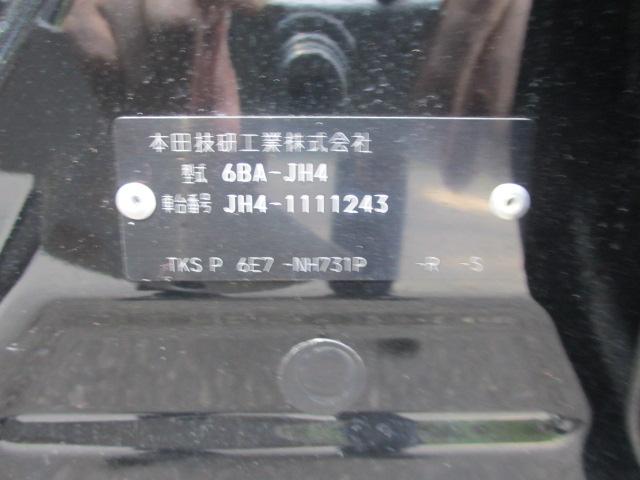 本田技研工業株式会社
型式 6BA-JH4
車台番号 JH4-1111243
TKS P 6E7 -NH731P -R -S